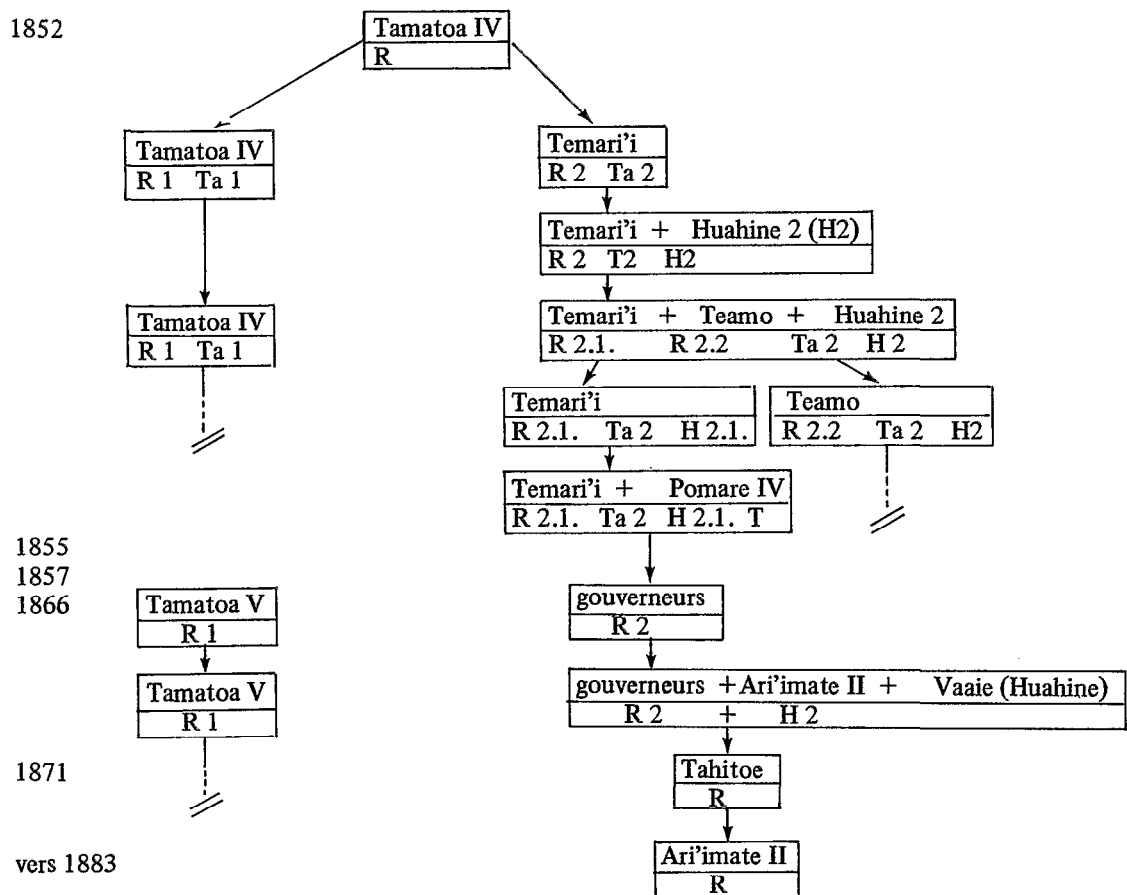 1852
Tamatoa IV
R
Tamatoa IV
R 1 Ta 1
Temari'i
R 2 Ta 2
Temari'i + Huahine 2 (H2)
R 2 T2 H2
Tamatoa IV
R 1 Ta 1
Temari'i + Teamo + Huahine 2
R 2.1. R 2.2 Ta 2 H 2
Temari'i
R 2.1. Ta 2 H 2.1.
Teamo
R 2.2 Ta 2 H2
Temari'i + Pomare IV
R 2.1. Ta 2 H 2.1. T
1855
1857
1866
Tamatoa V
R 1
gouverneurs
R 2
Tamatoa V
R 1
gouverneurs +Ari'imate II + Vaaie (Huahine)
R 2 + H 2
1871
Tahitoe
R
vers 1883
Ari'imate II
R